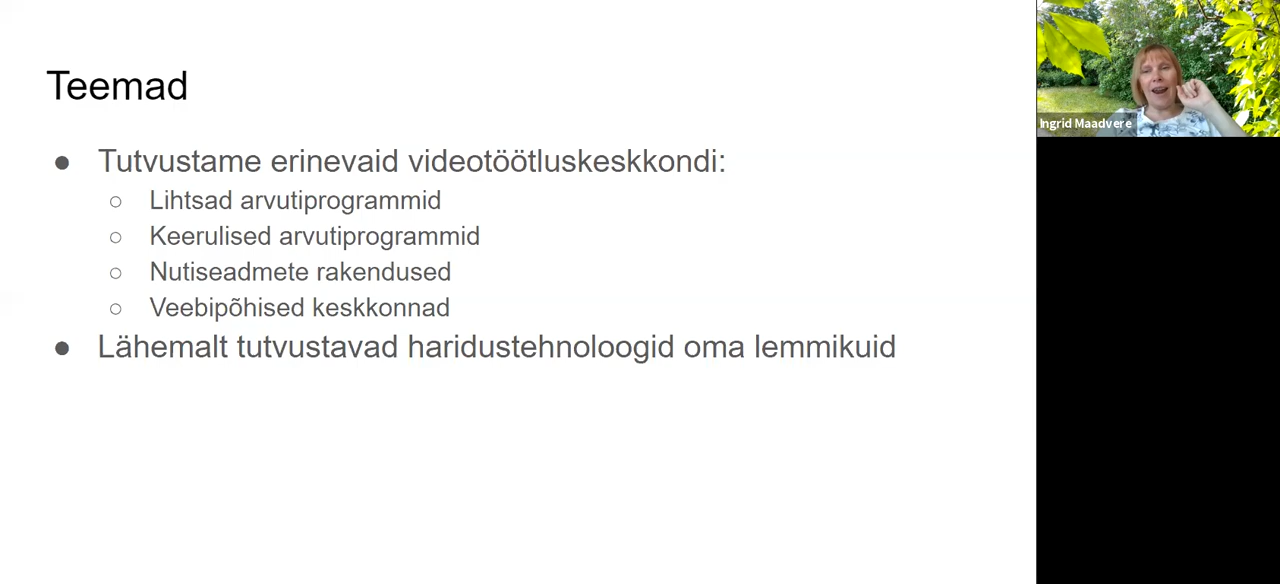 Teemad
Tutvustame erinevaid videotöötluskeskkondi:
Lihtsad arvutiprogrammid
Keerulised arvutiprogrammid
Nutiseadmete rakendused
Veebipõhised keskkonnad
Lähemalt tutvustavad haridustehnoloogid oma lemmikuid
Ingrid Maadvere